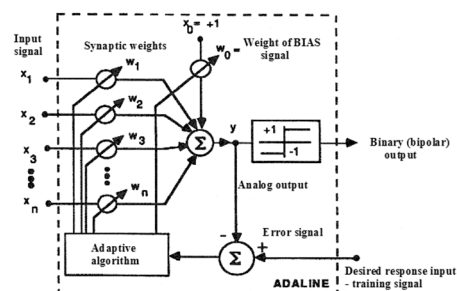 x₀= +1
Input
signal
Synaptic weights
w₀=
Weight of BIAS
signal
x₁
w₁
x₂
w₂
x₃
w₃
xₙ
wₙ
Σ
y
+1
-1
Binary (bipolar)
output
Analog output
Adaptive
algorithm
Error signal
-
+
Σ
ADALINE
Desired response input
- training signal